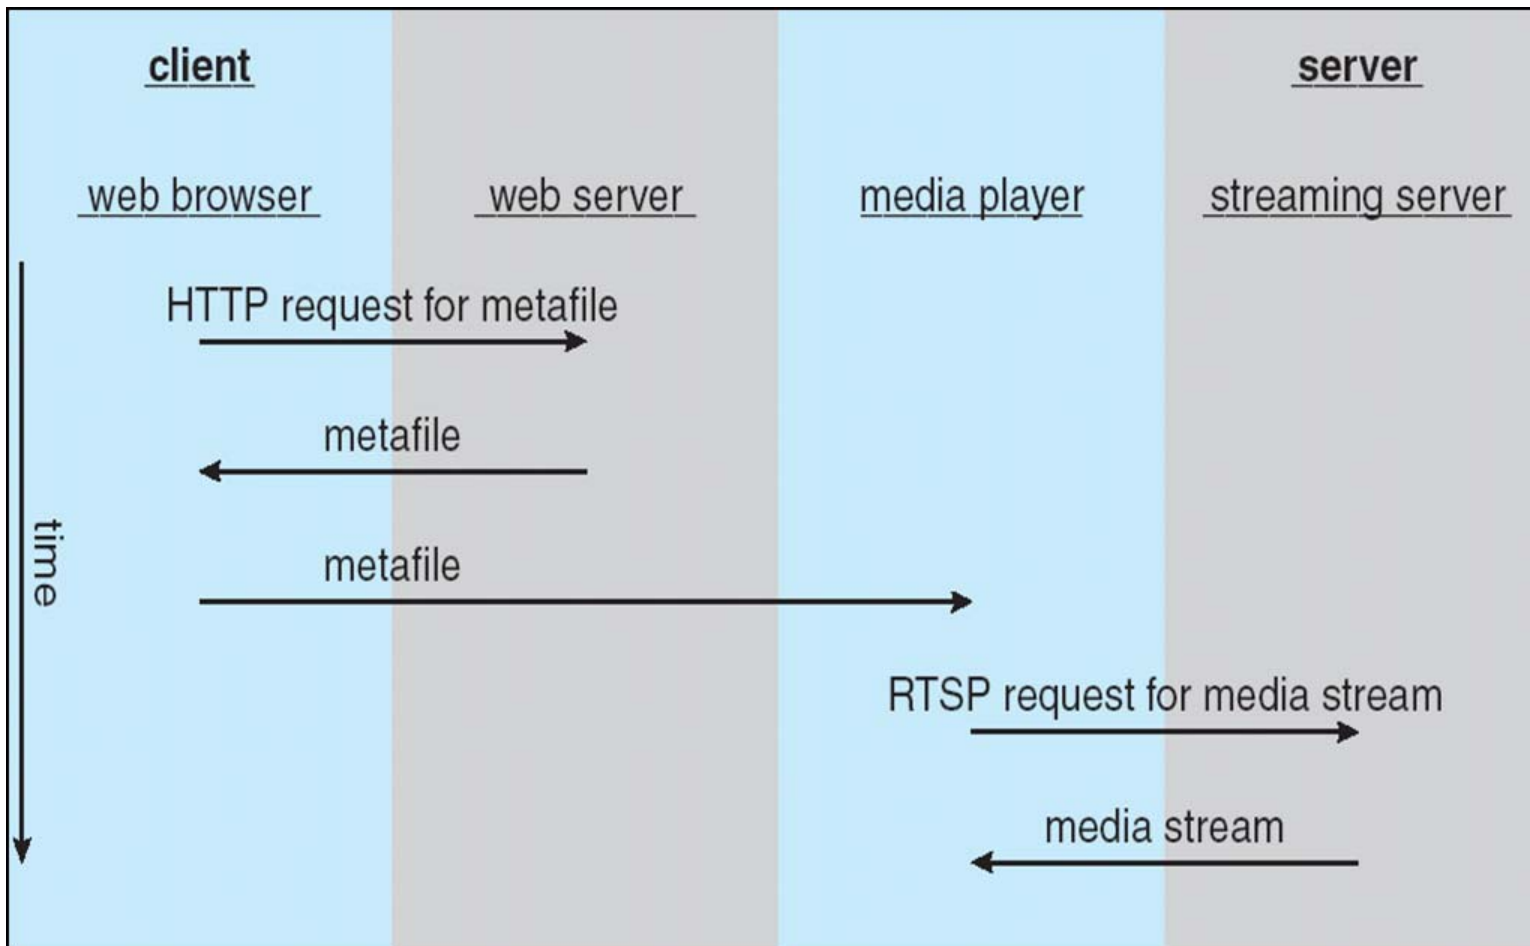 client
server
web browser
web server
media player
streaming server
HTTP request for metafile
metafile
metafile
time
RTSP request for media stream
media stream